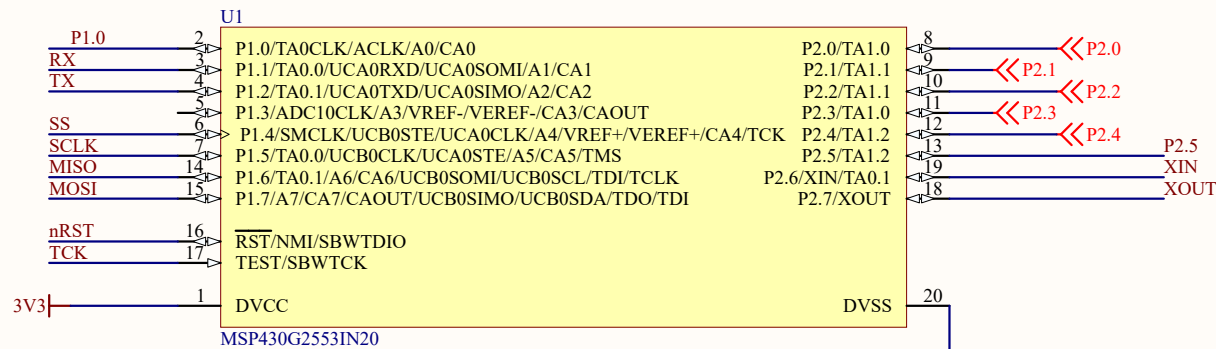 U1
P1.0 2 P1.0/TA0CLK/ACLK/A0/CA0 P2.0/TA1.0 8 P2.0
RX 3 P1.1/TA0.0/UCA0RXD/UCA0SOMI/A1/CA1 P2.1/TA1.1 9 P2.1
TX 4 P1.2/TA0.1/UCA0TXD/UCA0SIMO/A2/CA2 P2.2/TA1.1 10 P2.2
5 P1.3/ADC10CLK/A3/VREF-/VEREF-/CA3/CAOUT P2.3/TA1.0 11 P2.3
SS 6 P1.4/SMCLK/UCB0STE/UCA0CLK/A4/VREF+/VEREF+/CA4/TCK P2.4/TA1.2 12 P2.4
SCLK 7 P1.5/TA0.0/UCB0CLK/UCA0STE/A5/CA5/TMS P2.5/TA1.2 13 P2.5
MISO 14 P1.6/TA0.1/A6/CA6/UCB0SOMI/UCB0SCL/TDI/TCLK P2.6/XIN/TA0.1 19 XIN
MOSI 15 P1.7/A7/CA7/CAOUT/UCB0SIMO/UCB0SDA/TDO/TDI P2.7/XOUT 18 XOUT
nRST 16 RST/NMI/SBWTDIO
TCK 17 TEST/SBWTCK
3V3 1 DVCC DVSS 20
MSP430G2553IN20